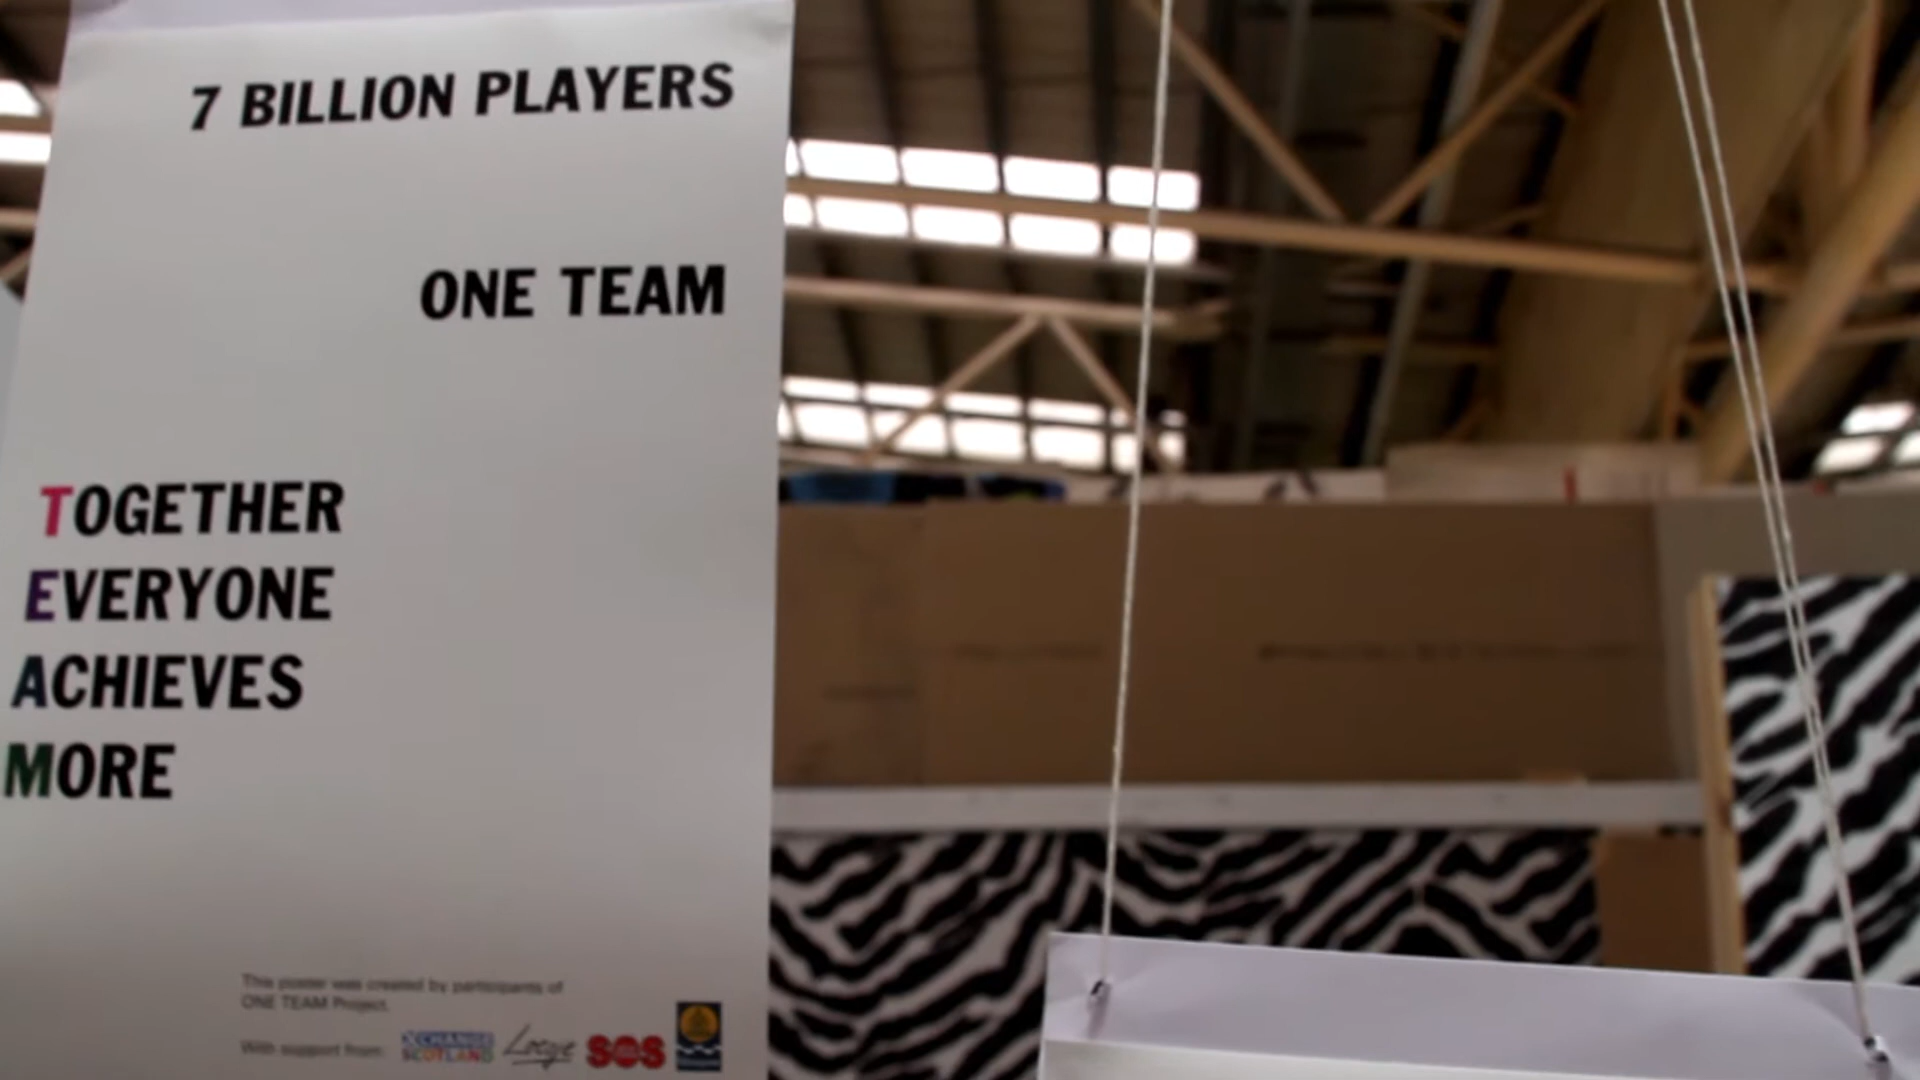 7 BILLION PLAYERS
ONE TEAM
TOGETHER
EVERYONE
ACHIEVES
MORE
This poster was created by participants of
ONE TEAM Project.
With support from:
XCHANGE
SCOTLAND
SOS